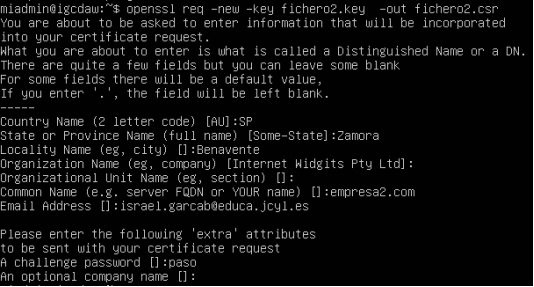 miadmin@igcdaw:~$ openssl req -new -key fichero2.key  -out fichero2.csr
You are about to be asked to enter information that will be incorporated
into your certificate request.
What you are about to enter is what is called a Distinguished Name or a DN.
There are quite a few fields but you can leave some blank
For some fields there will be a default value,
If you enter '.', the field will be left blank.
-----
Country Name (2 letter code) [AU]:SP
State or Province Name (full name) [Some-State]:Zamora
Locality Name (eg, city) []:Benavente
Organization Name (eg, company) [Internet Widgits Pty Ltd]:
Organizational Unit Name (eg, section) []:
Common Name (e.g. server FQDN or YOUR name) []:empresa2.com
Email Address []:israel.garcab@educa.jcyl.es

Please enter the following 'extra' attributes
to be sent with your certificate request
A challenge password []:paso
An optional company name []: